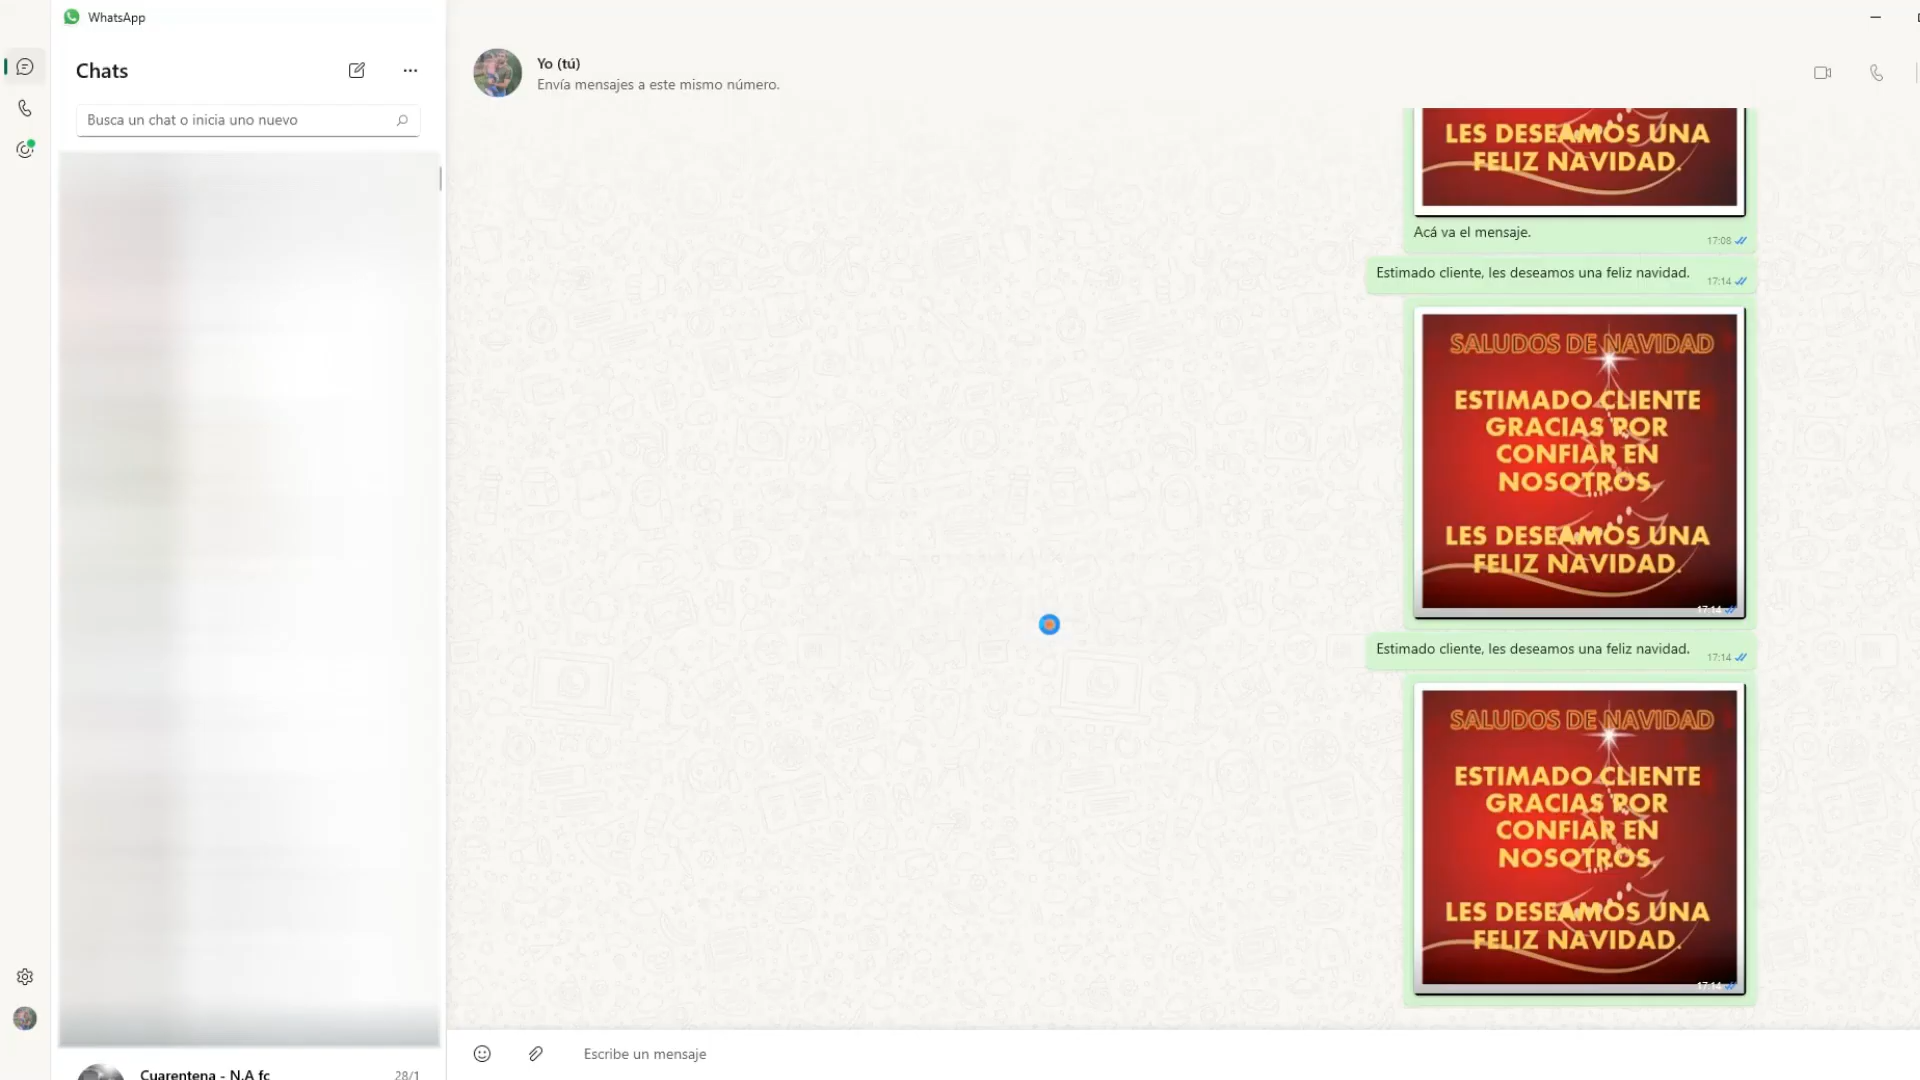 WhatsApp
Chats
Busca un chat o inicia uno nuevo
Cuarentena - N.A fc
28/1
Yo (tú)
Envía mensajes a este mismo número.
LES DESEAMOS UNA
FELIZ NAVIDAD.
Acá va el mensaje.
17:08
Estimado cliente, les deseamos una feliz navidad.
17:14
SALUDOS DE NAVIDAD
ESTIMADO CLIENTE
GRACIAS POR
CONFIAR EN
NOSOTROS.
LES DESEAMOS UNA
FELIZ NAVIDAD.
17:14
Estimado cliente, les deseamos una feliz navidad.
17:14
SALUDOS DE NAVIDAD
ESTIMADO CLIENTE
GRACIAS POR
CONFIAR EN
NOSOTROS.
LES DESEAMOS UNA
FELIZ NAVIDAD.
17:14
Escribe un mensaje